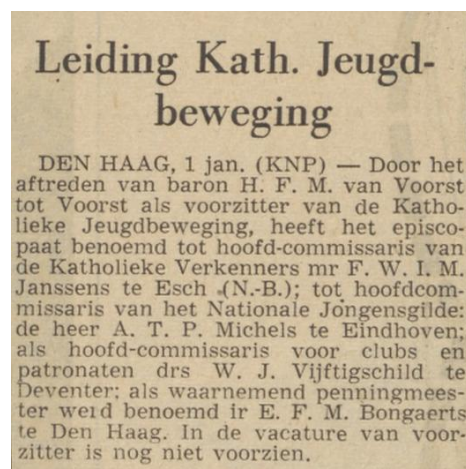 Leiding Kath. Jeugd-
beweging
DEN HAAG, 1 jan. (KNP) — Door het
aftreden van baron H. F. M. van Voorst
tot Voorst als voorzitter van de Katho-
lieke Jeugdbeweging, heeft het episco-
paat benoemd tot hoofd-commissaris van
de Katholieke Verkenners mr F. W. I. M.
Janssens te Esch (N.-B.); tot hoofdcom-
missaris van het Nationale Jongensgilde:
de heer A. T. P. Michels te Eindhoven;
als hoofd-commissaris voor clubs en
patronaten drs W. J. Vijftigschild te
Deventer; als waarnemend penningmees-
ter werd benoemd ir E. F. M. Bongaerts
te Den Haag. In de vacature van voor-
zitter is nog niet voorzien.